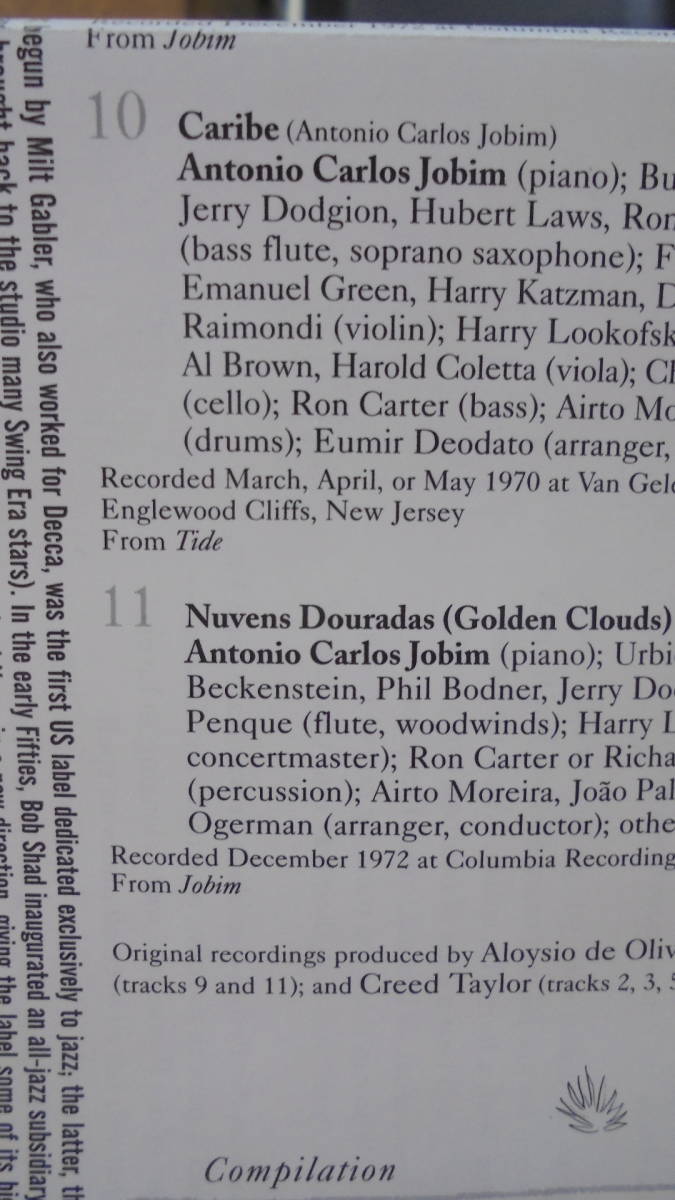 From Jobim
10
Caribe (Antonio Carlos Jobim)
Antonio Carlos Jobim (piano);
Jerry Dodgion, Hubert Laws,
(bass flute, soprano saxophone);
Emanuel Green, Harry Katzman,
Raimondi (violin); Harry
Al Brown, Harold Coletta (viola);
(cello); Ron Carter (bass); Airto
(drums); Eumir Deodato (arranger,
Recorded March, April, or May 1970 at Van
Englewood Cliffs, New Jersey
From Tide
11
Nuvens Douradas (Golden Clouds)
Antonio Carlos Jobim (piano);
Beckenstein, Phil Bodner, Jerry
Penque (flute, woodwinds); Harry
concertmaster); Ron Carter or
(percussion); Airto Moreira, João
Ogerman (arranger, conductor);
Recorded December 1972 at Columbia Recording
From Jobim
Original recordings produced by Aloysio de
(tracks 9 and 11); and Creed Taylor (tracks 2, 3,
Compilation
begun by Milt Gabler, who also worked for Decca, was the first US label dedicated exclusively to jazz; the latter,
brought back to the studio many Swing Era stars). In the early Fifties, Bob Shad inaugurated an all-jazz subsidiary
direction, giving the label some of its